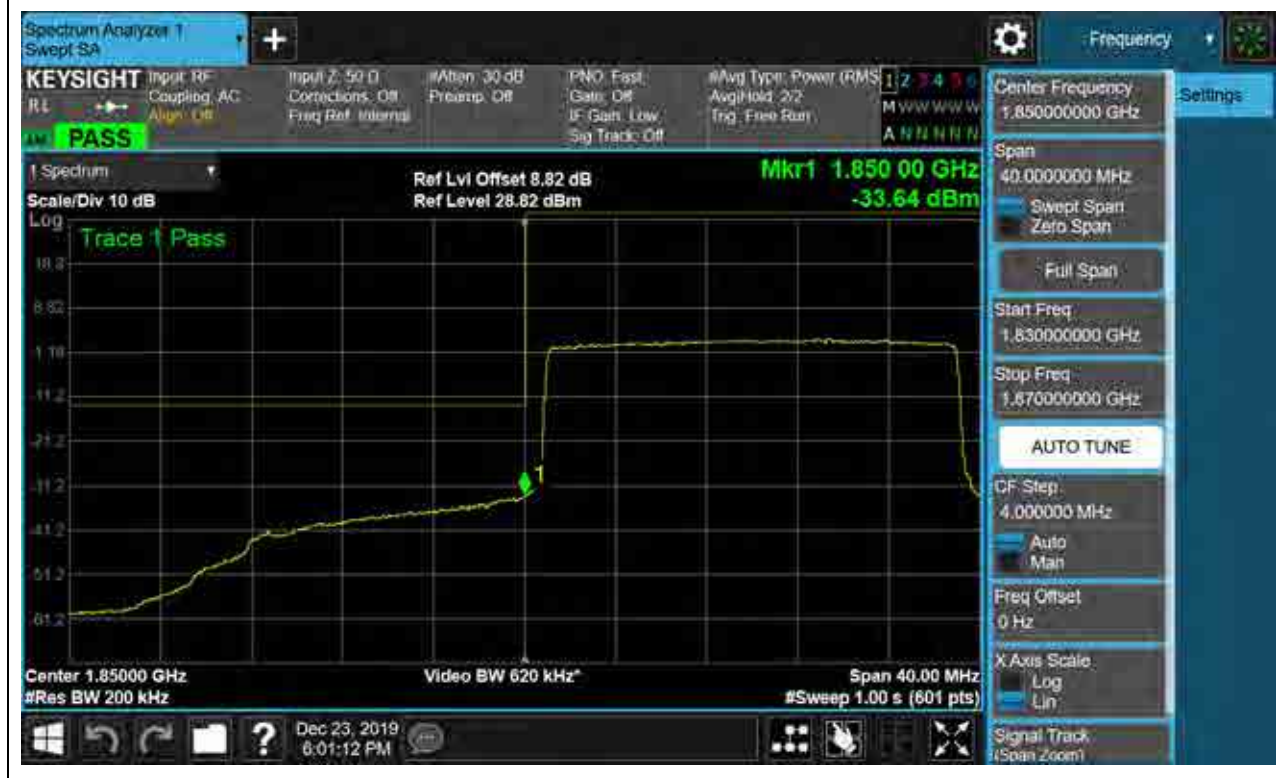 Spectrum Analyzer 1
Swept SA
Frequency
KEYSIGHT
Input: RF
Coupling: AC
Align: Off
Input Z: 50 Ω
Corrections: Off
Freq Ref: Internal
#Atten: 30 dB
Preamp: Off
PNO: Fast
Gate: Off
IF Gain: Low
Sig Track: Off
#Avg Type: Power (RMS
Avg|Hold: 2/2
Trig: Free Run
1 2 3 4 5 6
M W W W W W
A N N N N N
R L
PASS
1 Spectrum
Scale/Div 10 dB
Ref Lvl Offset 8.82 dB
Ref Level 28.82 dBm
Mkr1 1.850 00 GHz
-33.64 dBm
Log
Trace 1 Pass
18.8
8.82
-1.18
-11.2
-21.2
-31.2
-41.2
-51.2
-61.2
1
Center 1.85000 GHz
#Res BW 200 kHz
Video BW 620 kHz*
Span 40.00 MHz
#Sweep 1.00 s (601 pts)
Dec 23, 2019
6:01:12 PM
Center Frequency
1.850000000 GHz
Settings
Span
40.0000000 MHz
Swept Span
Zero Span
Full Span
Start Freq
1.830000000 GHz
Stop Freq
1.870000000 GHz
AUTO TUNE
CF Step
4.000000 MHz
Auto
Man
Freq Offset
0 Hz
X Axis Scale
Log
Lin
Signal Track
(Span Zoom)